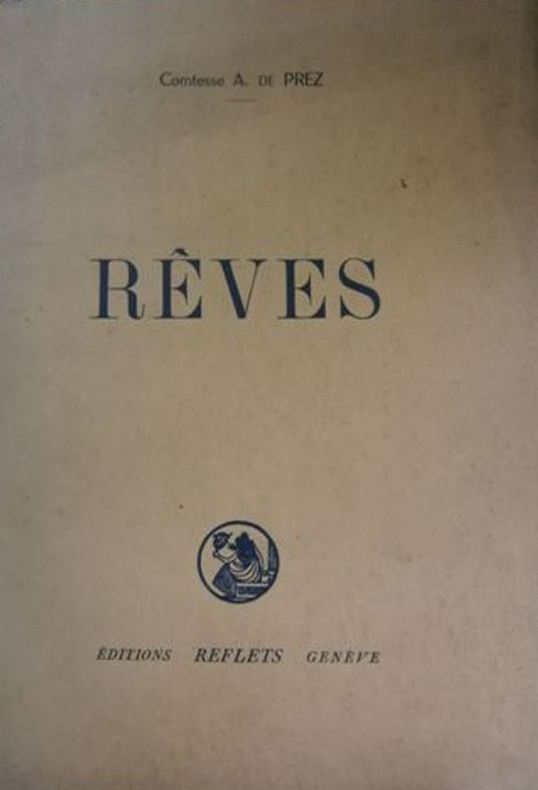 Comtesse A. DE PREZ
RÊVES
ÉDITIONS REFLETS GENÈVE